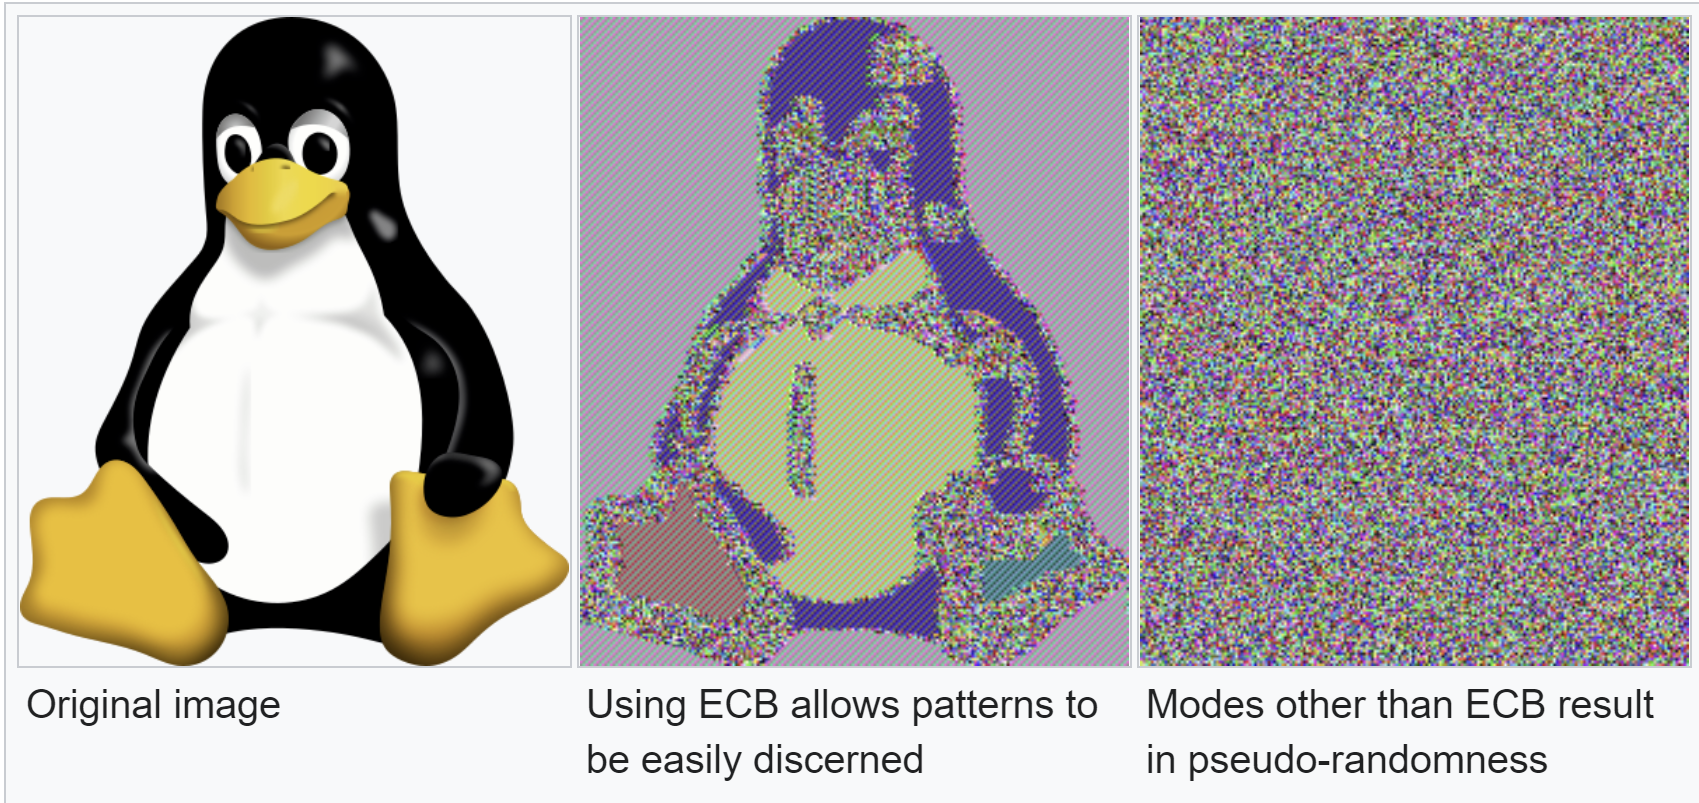 Original image
Using ECB allows patterns to
be easily discerned
Modes other than ECB result
in pseudo-randomness